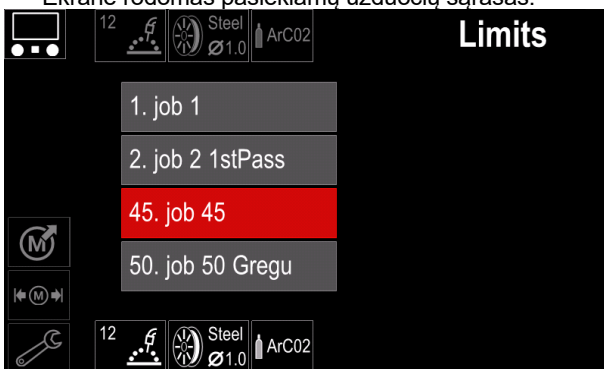 Ekrane rodomas pasiekiamų užduočių sąrašas.
12 Steel ArC02 Limits
Ø1.0
1. job 1
2. job 2 1stPass
45. job 45
M
50. job 50 Gregu
M
12 Steel ArC02
Ø1.0